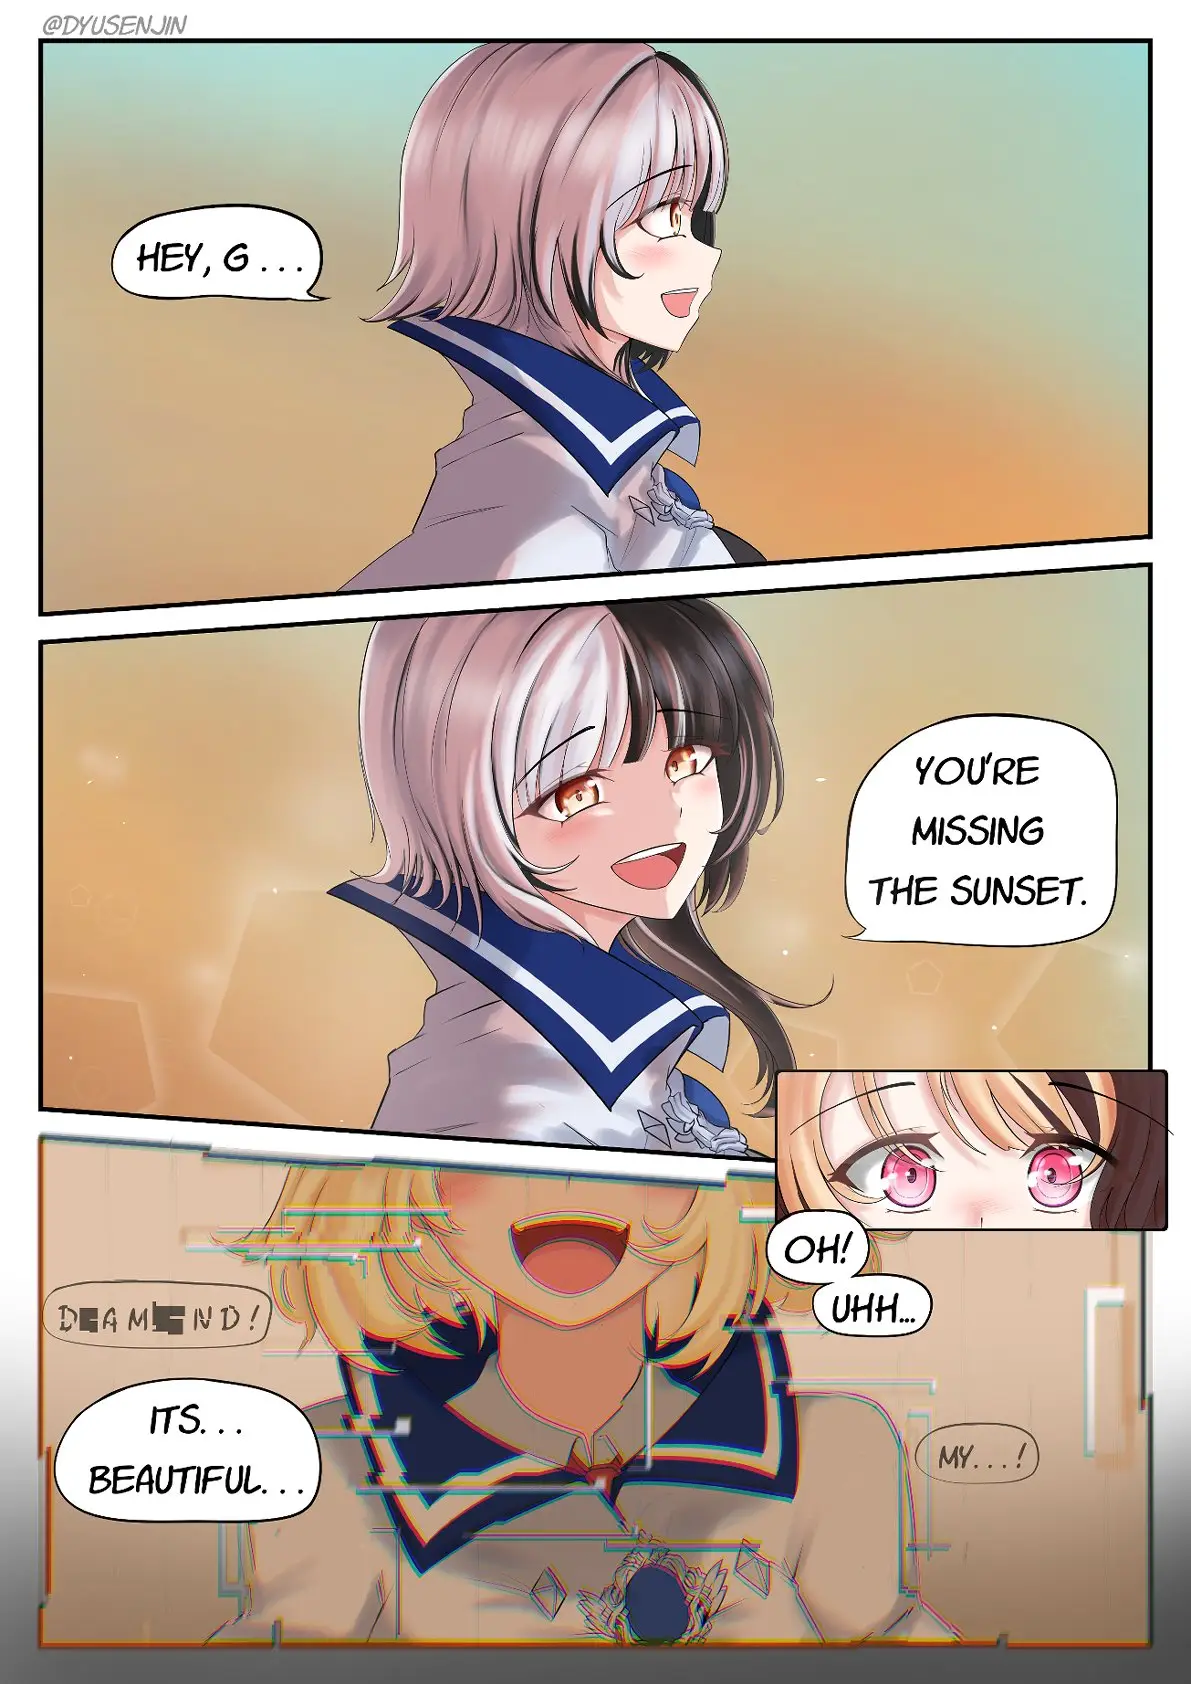 @DYUSENJIN
HEY, G . . .
YOU'RE
MISSING
THE SUNSET.
OH!
UHH...
ITS. . .
BEAUTIFUL. . .
MY. . . !